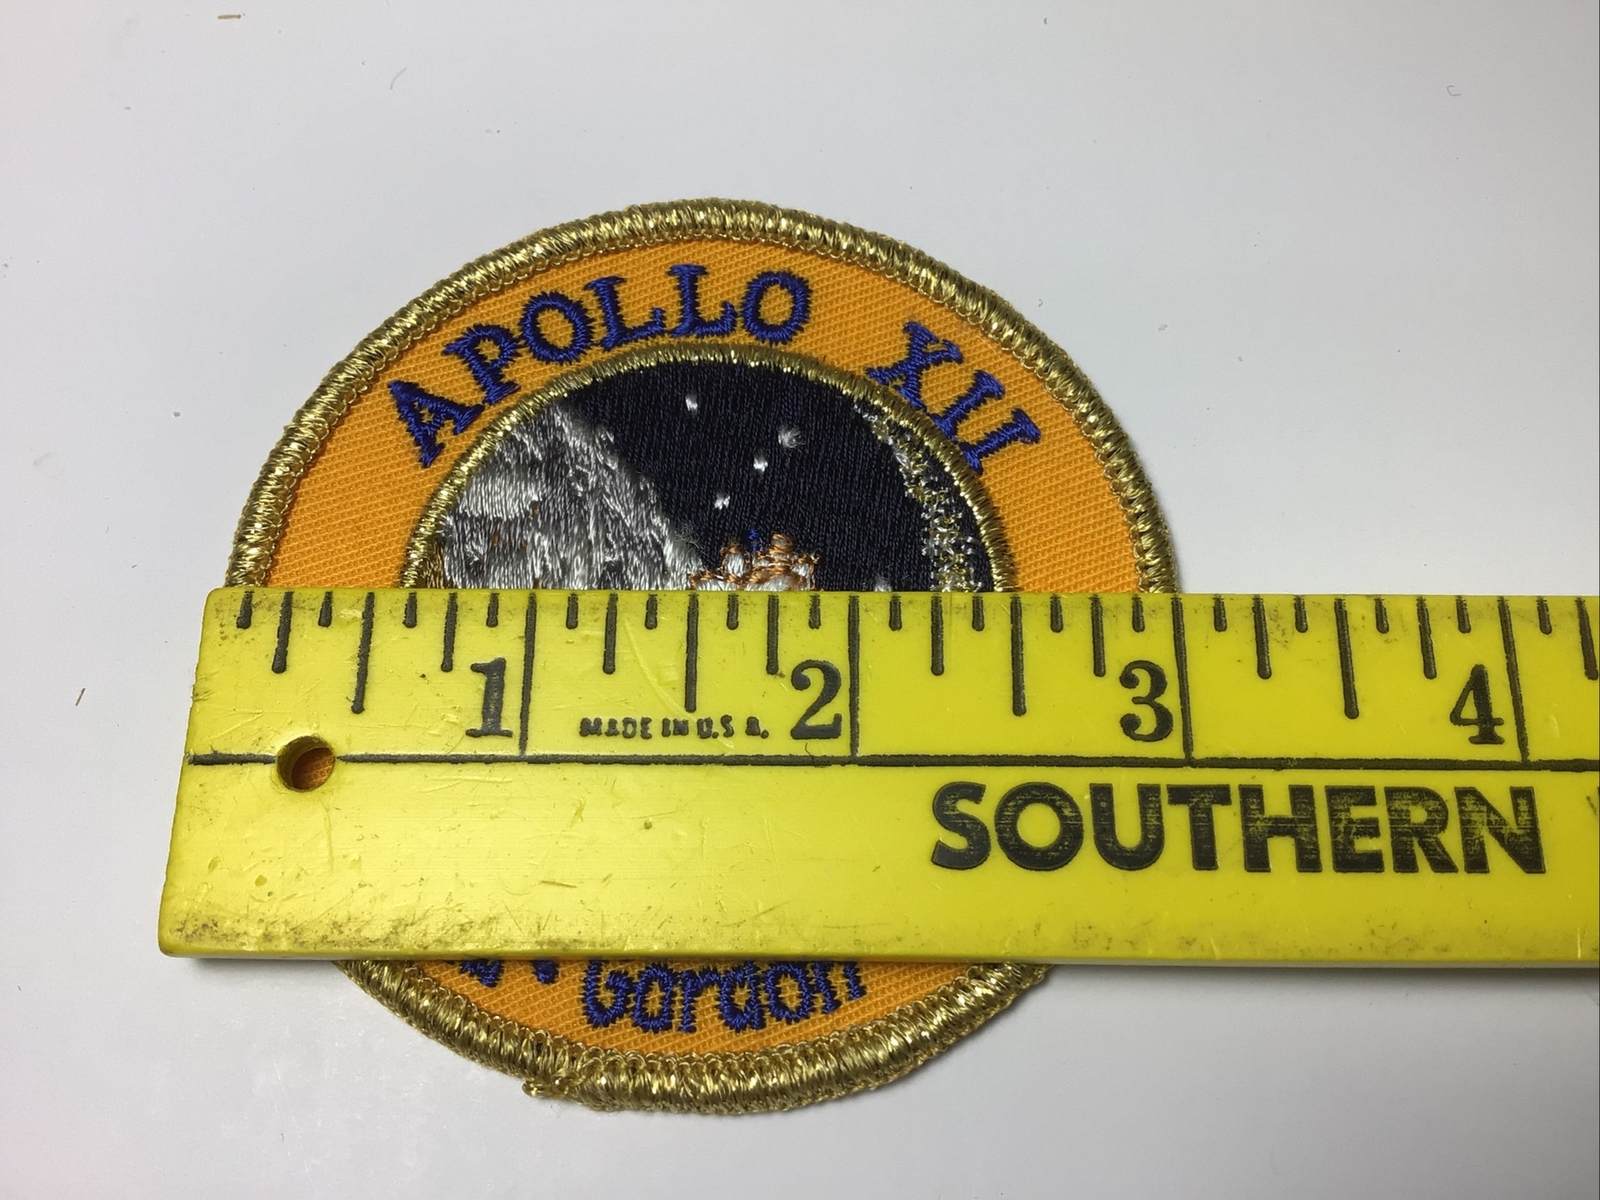 APOLLO XII
1 2 3 4
MADE IN U.S.A.
SOUTHERN
Gordon